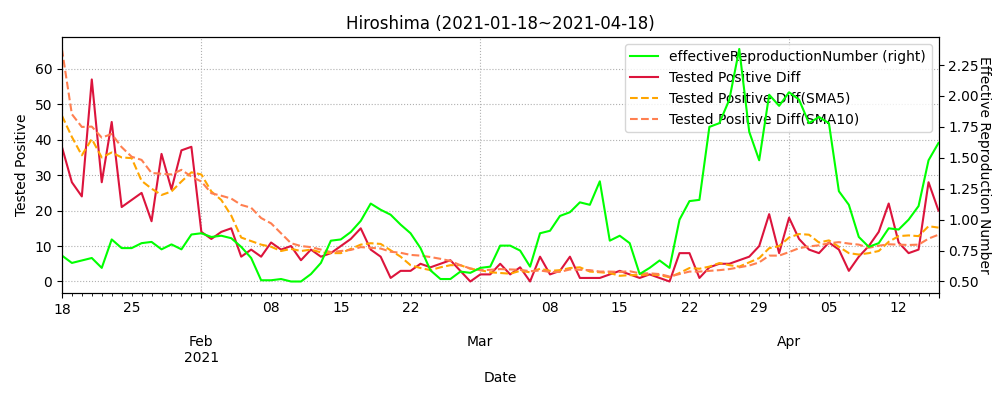 Hiroshima (2021-01-18~2021-04-18)
effectiveReproductionNumber (right)
Tested Positive Diff
Tested Positive Diff(SMA5)
Tested Positive Diff(SMA10)
Tested Positive
60
50
40
30
20
10
0
Effective Reproduction Number
2.25
2.00
1.75
1.50
1.25
1.00
0.75
0.50
18 25 08 15 22 08 15 22 29 05 12
Feb Mar Apr
2021
Date